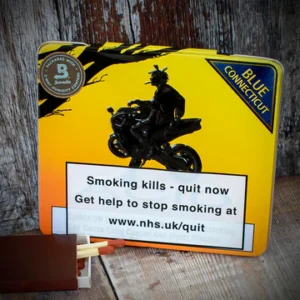 BLUE
CONNECTICUT
Smoking kills - quit now
Get help to stop smoking at
www.nhs.uk/quit